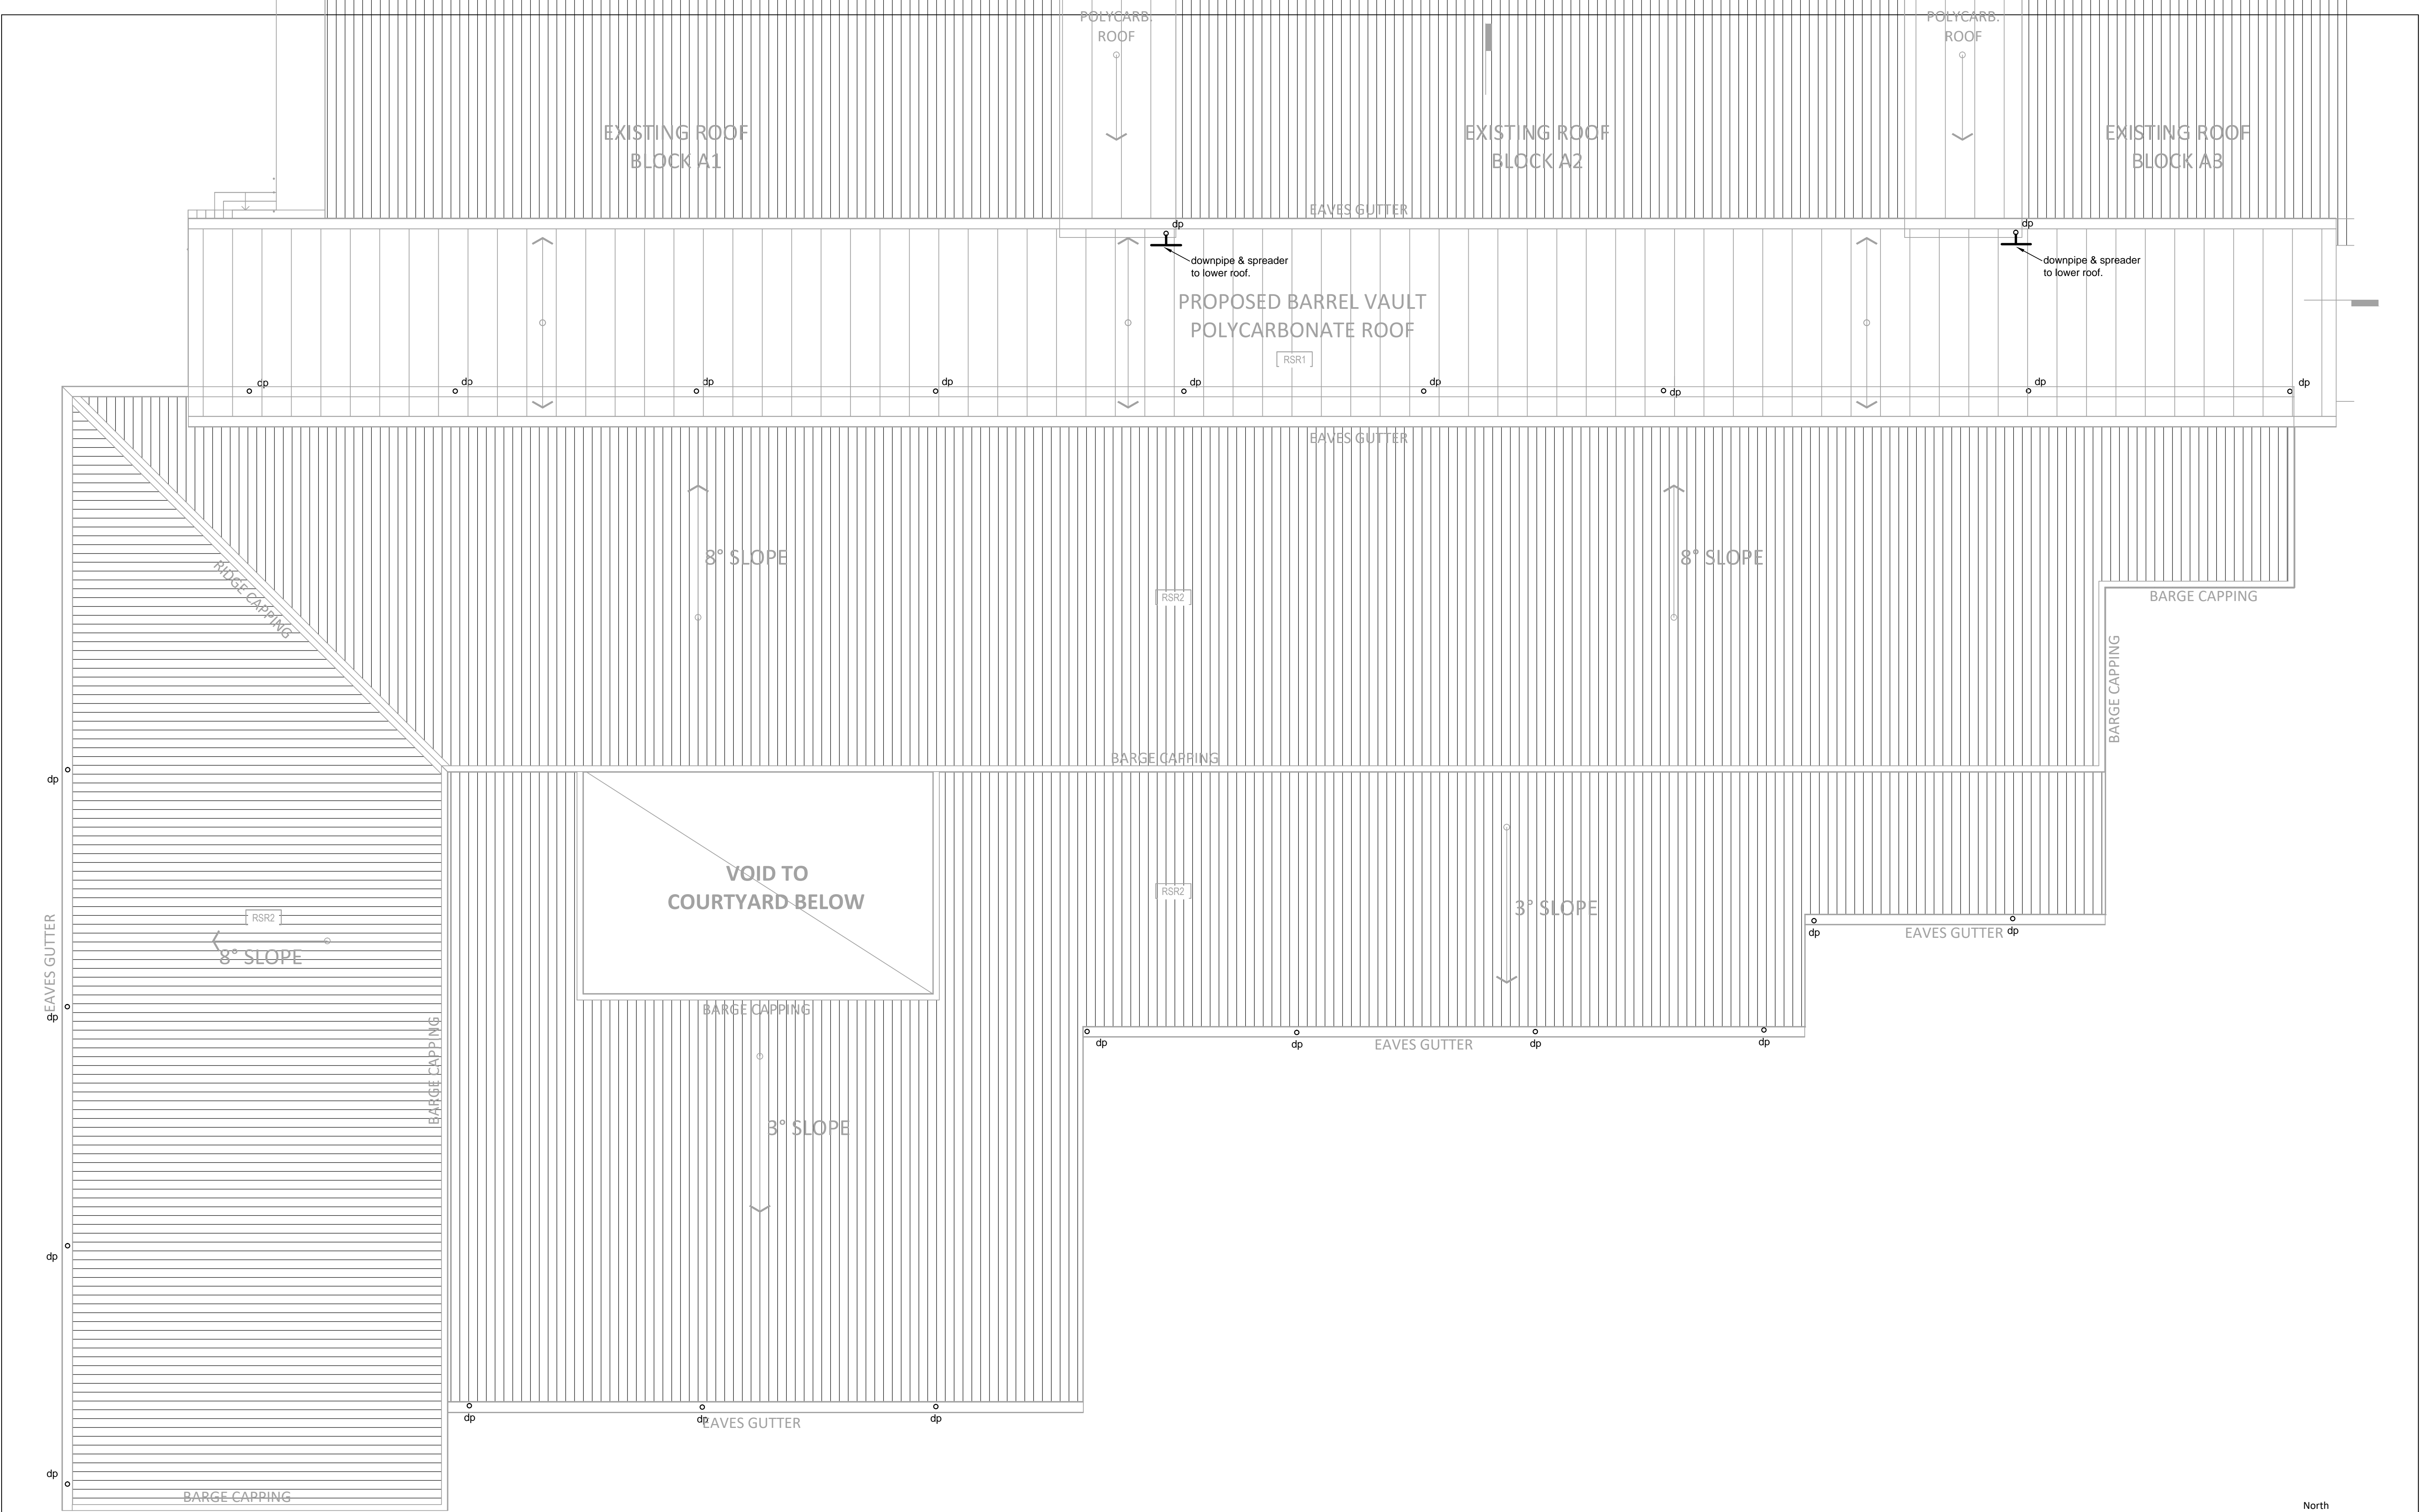 POLYCARB.
ROOF
POLYCARB.
ROOF
EXISTING ROOF
BLOCK A1
EXISTING ROOF
BLOCK A2
EXISTING ROOF
BLOCK A3
EAVES GUTTER
dp
dp
downpipe & spreader
to lower roof.
downpipe & spreader
to lower roof.
PROPOSED BARREL VAULT
POLYCARBONATE ROOF
RSR1
dp
dp
dp
dp
dp
dp
dp
dp
dp
EAVES GUTTER
8° SLOPE
8° SLOPE
RIDGE CAPPING
RSR2
BARGE CAPPING
BARGE CAPPING
BARGE CAPPING
dp
VOID TO
COURTYARD BELOW
RSR2
3° SLOPE
RSR2
8° SLOPE
EAVES GUTTER
dp
EAVES GUTTER
dp
dp
BARGE CAPPING
BARGE CAPPING
dp
dp
EAVES GUTTER
dp
dp
3° SLOPE
dp
dp
dp
EAVES GUTTER
dp
dp
BARGE CAPPING
North